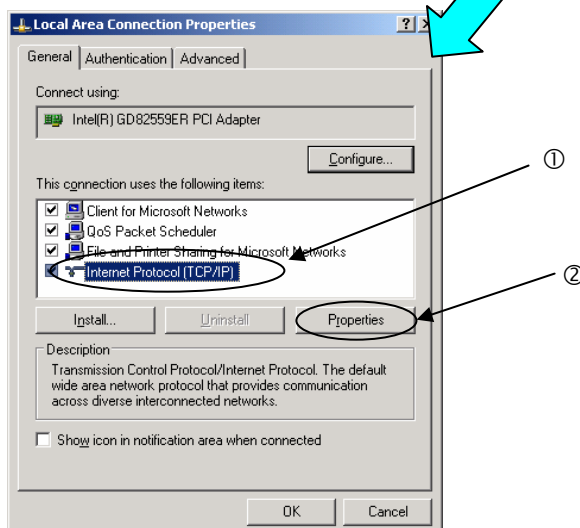 Local Area Connection Properties
General Authentication Advanced
Connect using:
Intel(R) GD82559ER PCI Adapter
Configure...
①
This connection uses the following items:
Client for Microsoft Networks
QoS Packet Scheduler
File and Printer Sharing for Microsoft Networks
Internet Protocol (TCP/IP)
②
Install... Uninstall Properties
Description
Transmission Control Protocol/Internet Protocol. The default
wide area network protocol that provides communication
across diverse interconnected networks.
Show icon in notification area when connected
OK Cancel